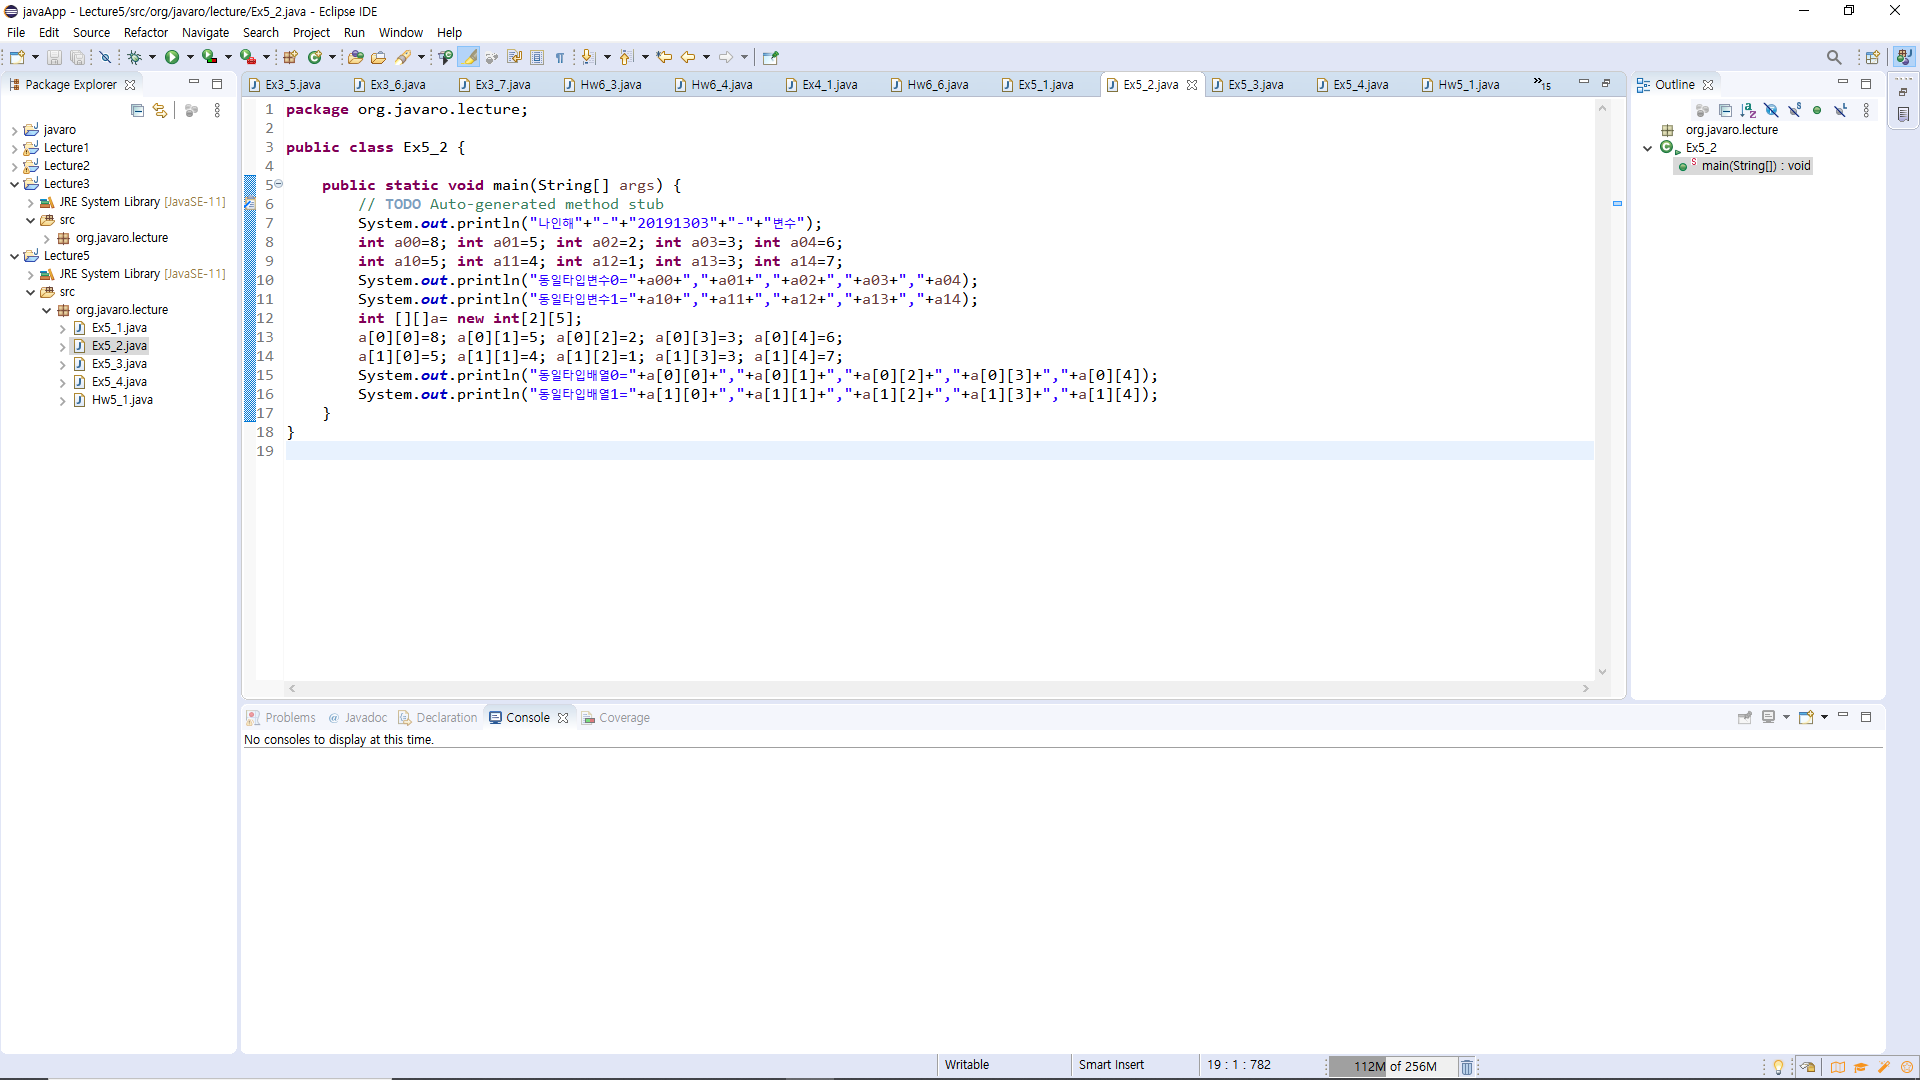 javaApp - Lecture5/src/org/javaro/lecture/Ex5_2.java - Eclipse IDE
File Edit Source Refactor Navigate Search Project Run Window Help
Package Explorer
javaro
Lecture1
Lecture2
Lecture3
JRE System Library [JavaSE-11]
src
org.javaro.lecture
Lecture5
JRE System Library [JavaSE-11]
src
org.javaro.lecture
Ex5_1.java
Ex5_2.java
Ex5_3.java
Ex5_4.java
Hw5_1.java
Ex3_5.java Ex3_6.java Ex3_7.java Hw6_3.java Hw6_4.java Ex4_1.java Hw6_6.java Ex5_1.java Ex5_2.java Ex5_3.java Ex5_4.java Hw5_1.java »15
1 package org.javaro.lecture;
2
3 public class Ex5_2 {
4
5 public static void main(String[] args) {
6 // TODO Auto-generated method stub
7 System.out.println("나인해"+"-"+"20191303"+"-"+"변수");
8 int a00=8; int a01=5; int a02=2; int a03=3; int a04=6;
9 int a10=5; int a11=4; int a12=1; int a13=3; int a14=7;
10 System.out.println("동일타입변수0="+a00+","+a01+","+a02+","+a03+","+a04);
11 System.out.println("동일타입변수1="+a10+","+a11+","+a12+","+a13+","+a14);
12 int [][]a= new int[2][5];
13 a[0][0]=8; a[0][1]=5; a[0][2]=2; a[0][3]=3; a[0][4]=6;
14 a[1][0]=5; a[1][1]=4; a[1][2]=1; a[1][3]=3; a[1][4]=7;
15 System.out.println("동일타입배열0="+a[0][0]+","+a[0][1]+","+a[0][2]+","+a[0][3]+","+a[0][4]);
16 System.out.println("동일타입배열1="+a[1][0]+","+a[1][1]+","+a[1][2]+","+a[1][3]+","+a[1][4]);
17 }
18 }
19
Outline
org.javaro.lecture
Ex5_2
main(String[]) : void
Problems @ Javadoc Declaration Console Coverage
No consoles to display at this time.
Writable Smart Insert 19 : 1 : 782 112M of 256M